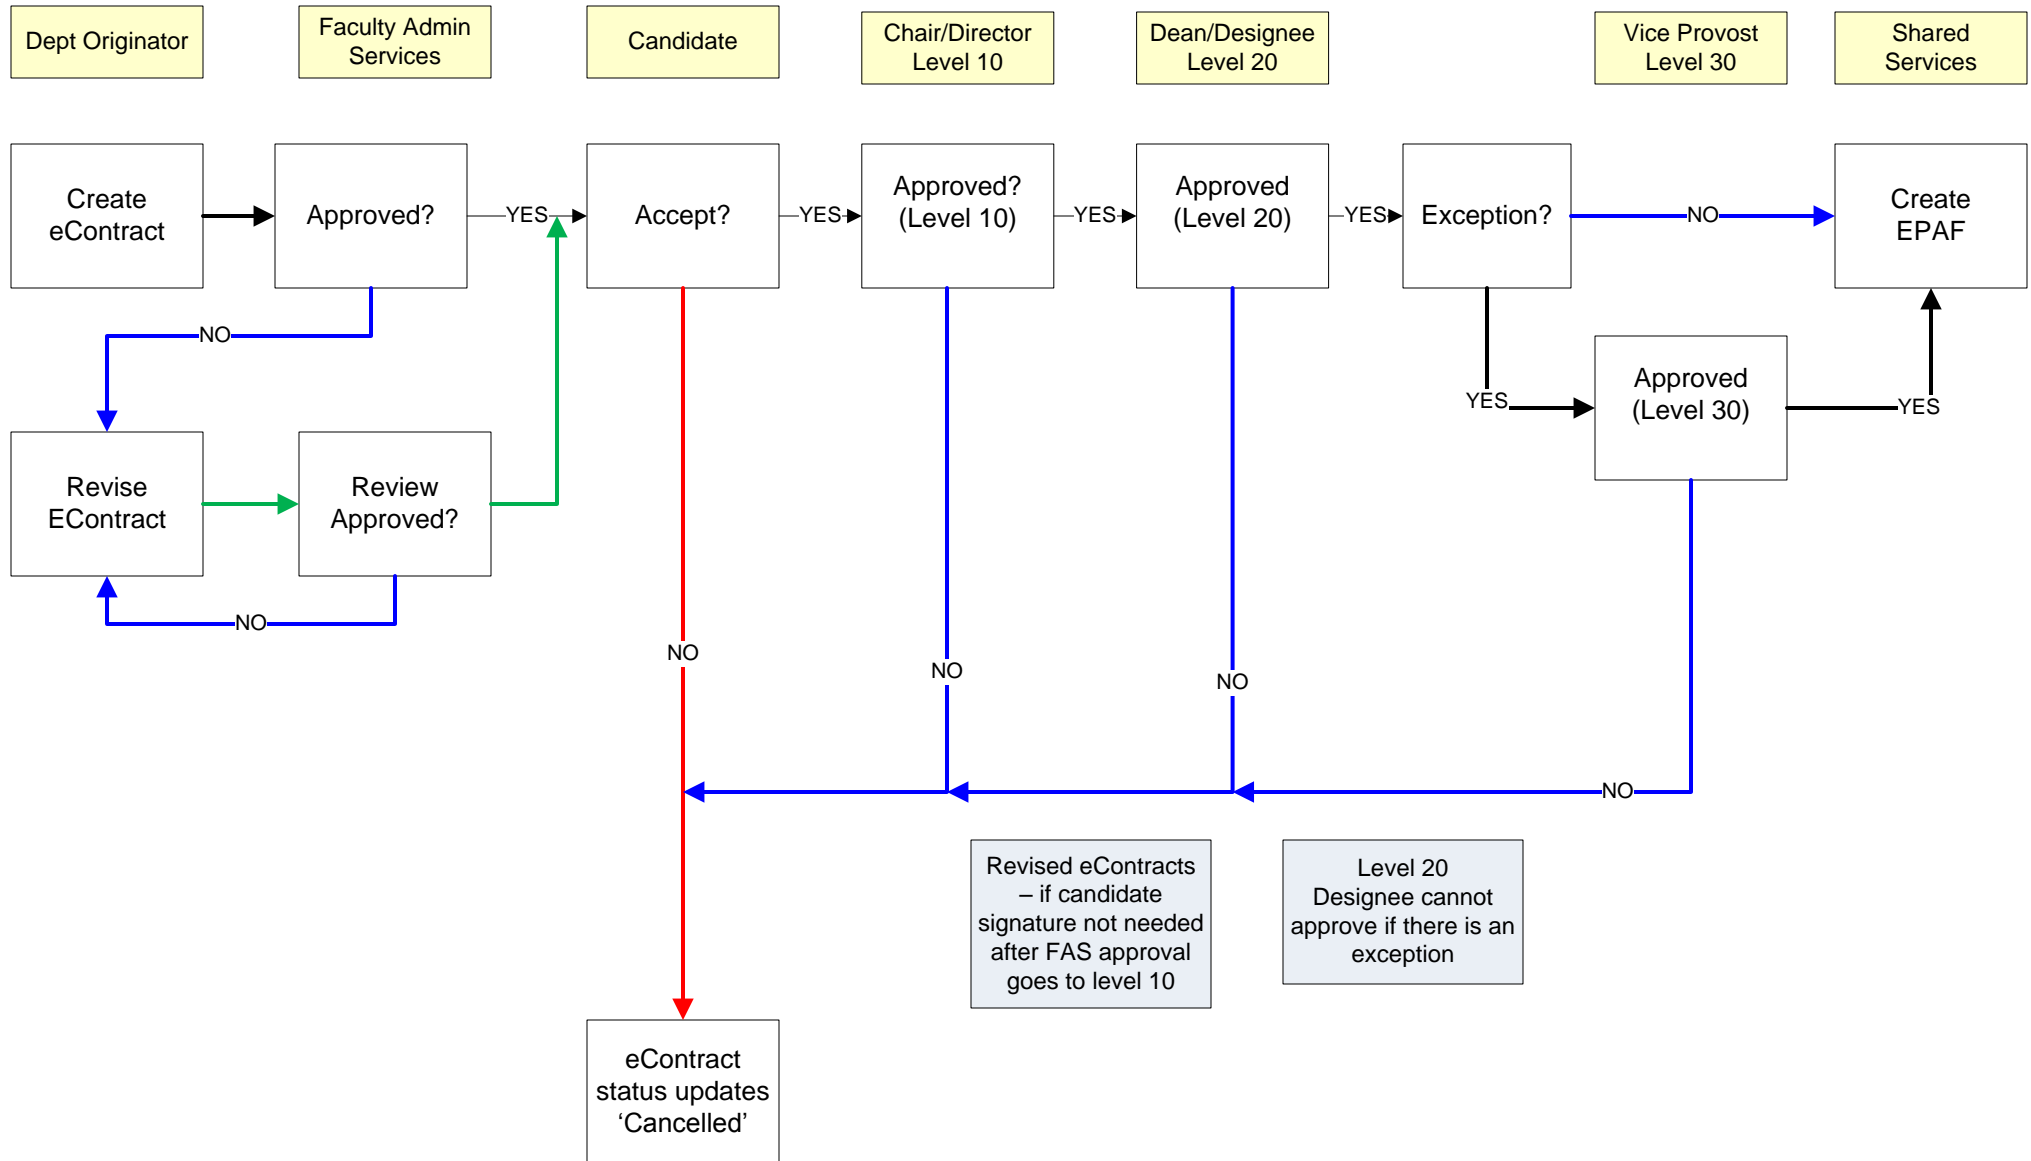 Dept Originator
Faculty Admin
Services
Candidate
Chair/Director
Level 10
Dean/Designee
Level 20
Vice Provost
Level 30
Shared
Services
Create
eContract
Approved?
YES
Accept?
YES
Approved?
(Level 10)
YES
Approved
(Level 20)
YES
Exception?
NO
Create
EPAF
NO
YES
Approved
(Level 30)
YES
Revise
EContract
Review
Approved?
NO
NO
NO
NO
NO
Revised eContracts
– if candidate
signature not needed
after FAS approval
goes to level 10
Level 20
Designee cannot
approve if there is an
exception
eContract
status updates
‘Cancelled’